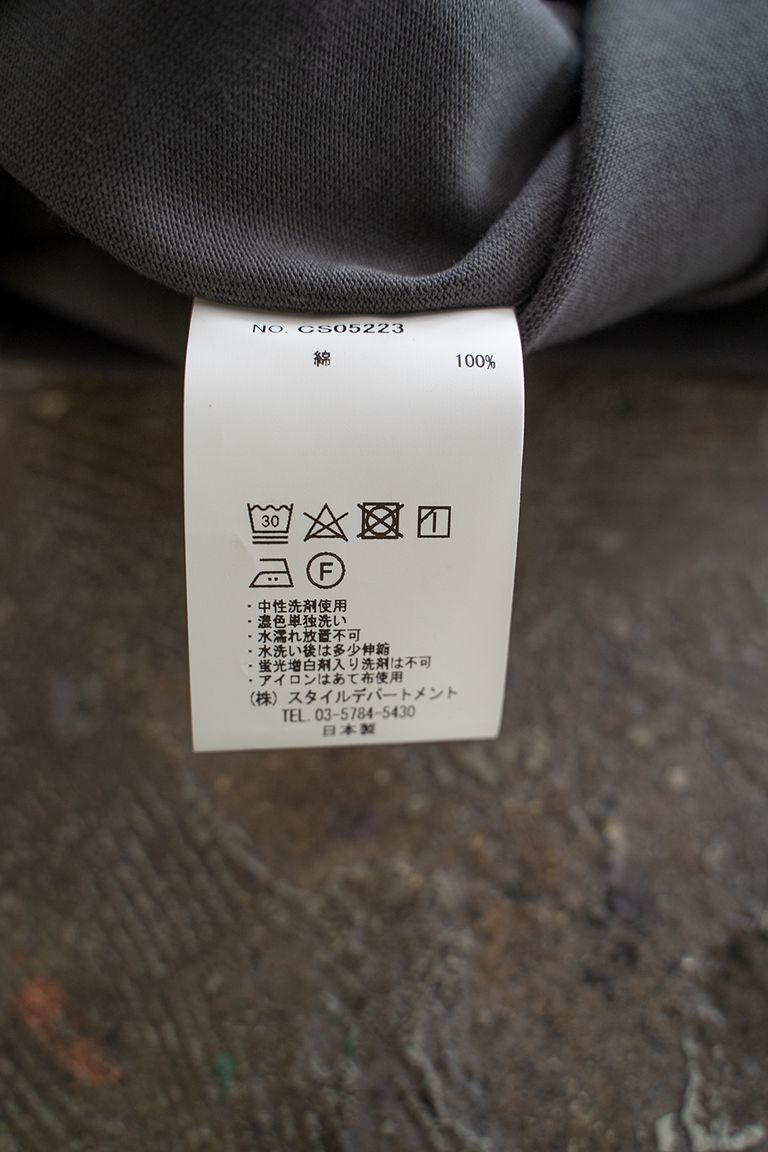 NO. CS05223
綿 100%
30
F
・中性洗剤使用
・濃色単独洗い
・水濡れ放置不可
・水洗い後は多少伸縮
・蛍光増白剤入り洗剤は不可
・アイロンはあて布使用
(株) スタイルデパートメント
TEL. 03-5784-5430
日本製